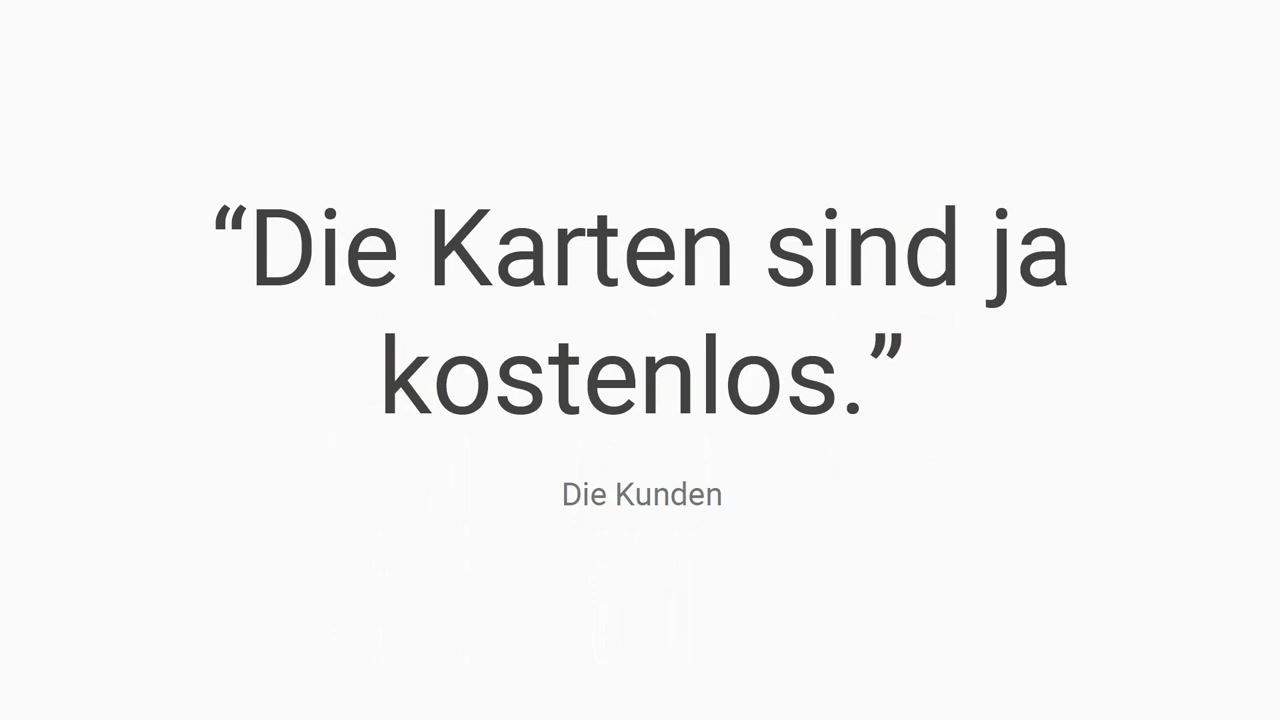 “Die Karten sind ja
kostenlos.”
Die Kunden